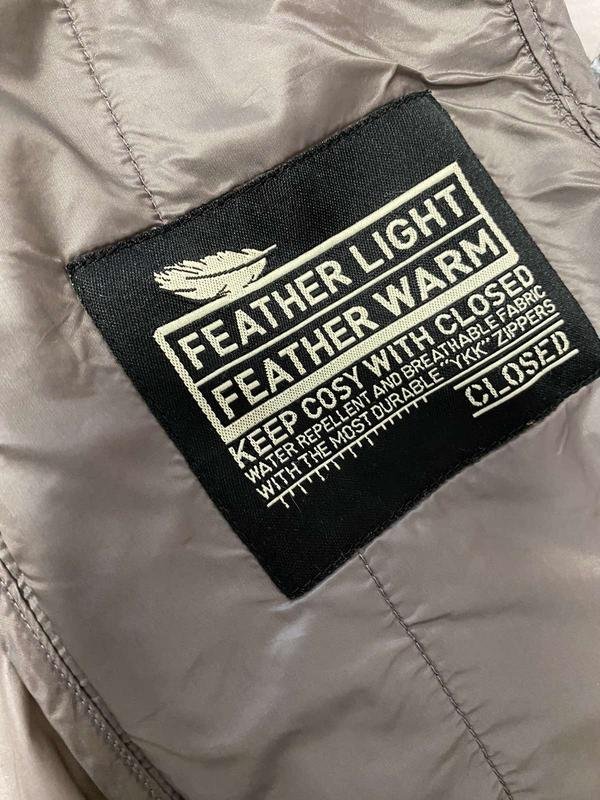 FEATHER LIGHT
FEATHER WARM
KEEP COSY WITH CLOSED
WATER REPELLENT AND BREATHABLE FABRIC
WITH THE MOST DURABLE "YKK" ZIPPERS
CLOSED